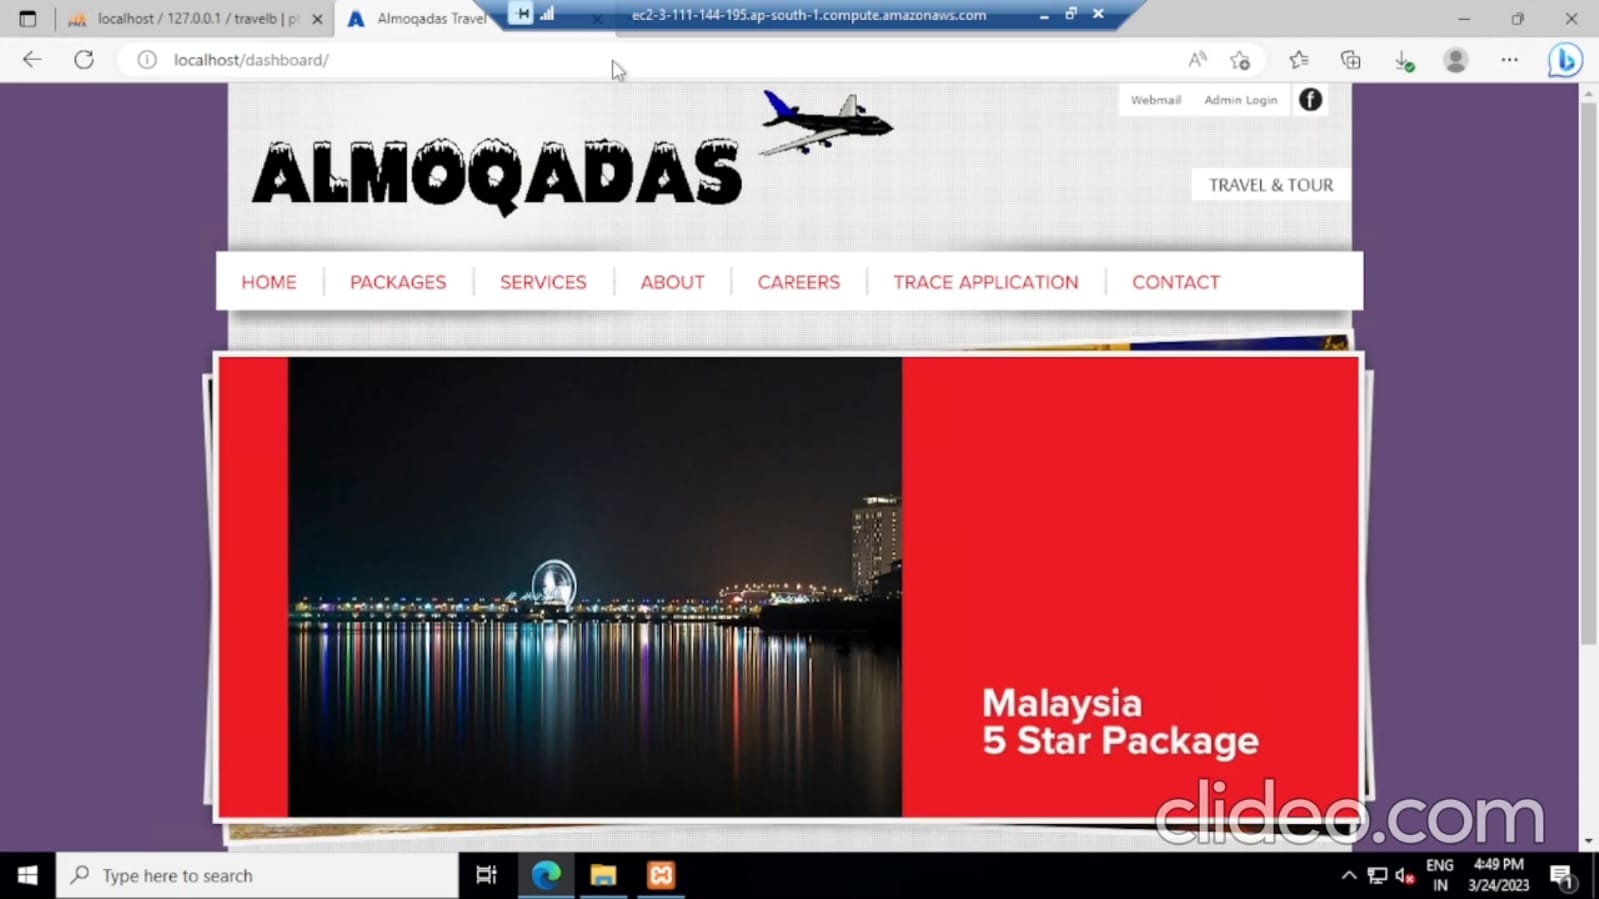 localhost / 127.0.0.1 / travelb | pl
Almoqadas Travel
ec2-3-111-144-195.ap-south-1.compute.amazonaws.com
localhost/dashboard/
Webmail Admin Login
ALMOQADAS
TRAVEL & TOUR
HOME PACKAGES SERVICES ABOUT CAREERS TRACE APPLICATION CONTACT
Malaysia
5 Star Package
clideo.com
Type here to search
ENG
IN
4:49 PM
3/24/2023
1